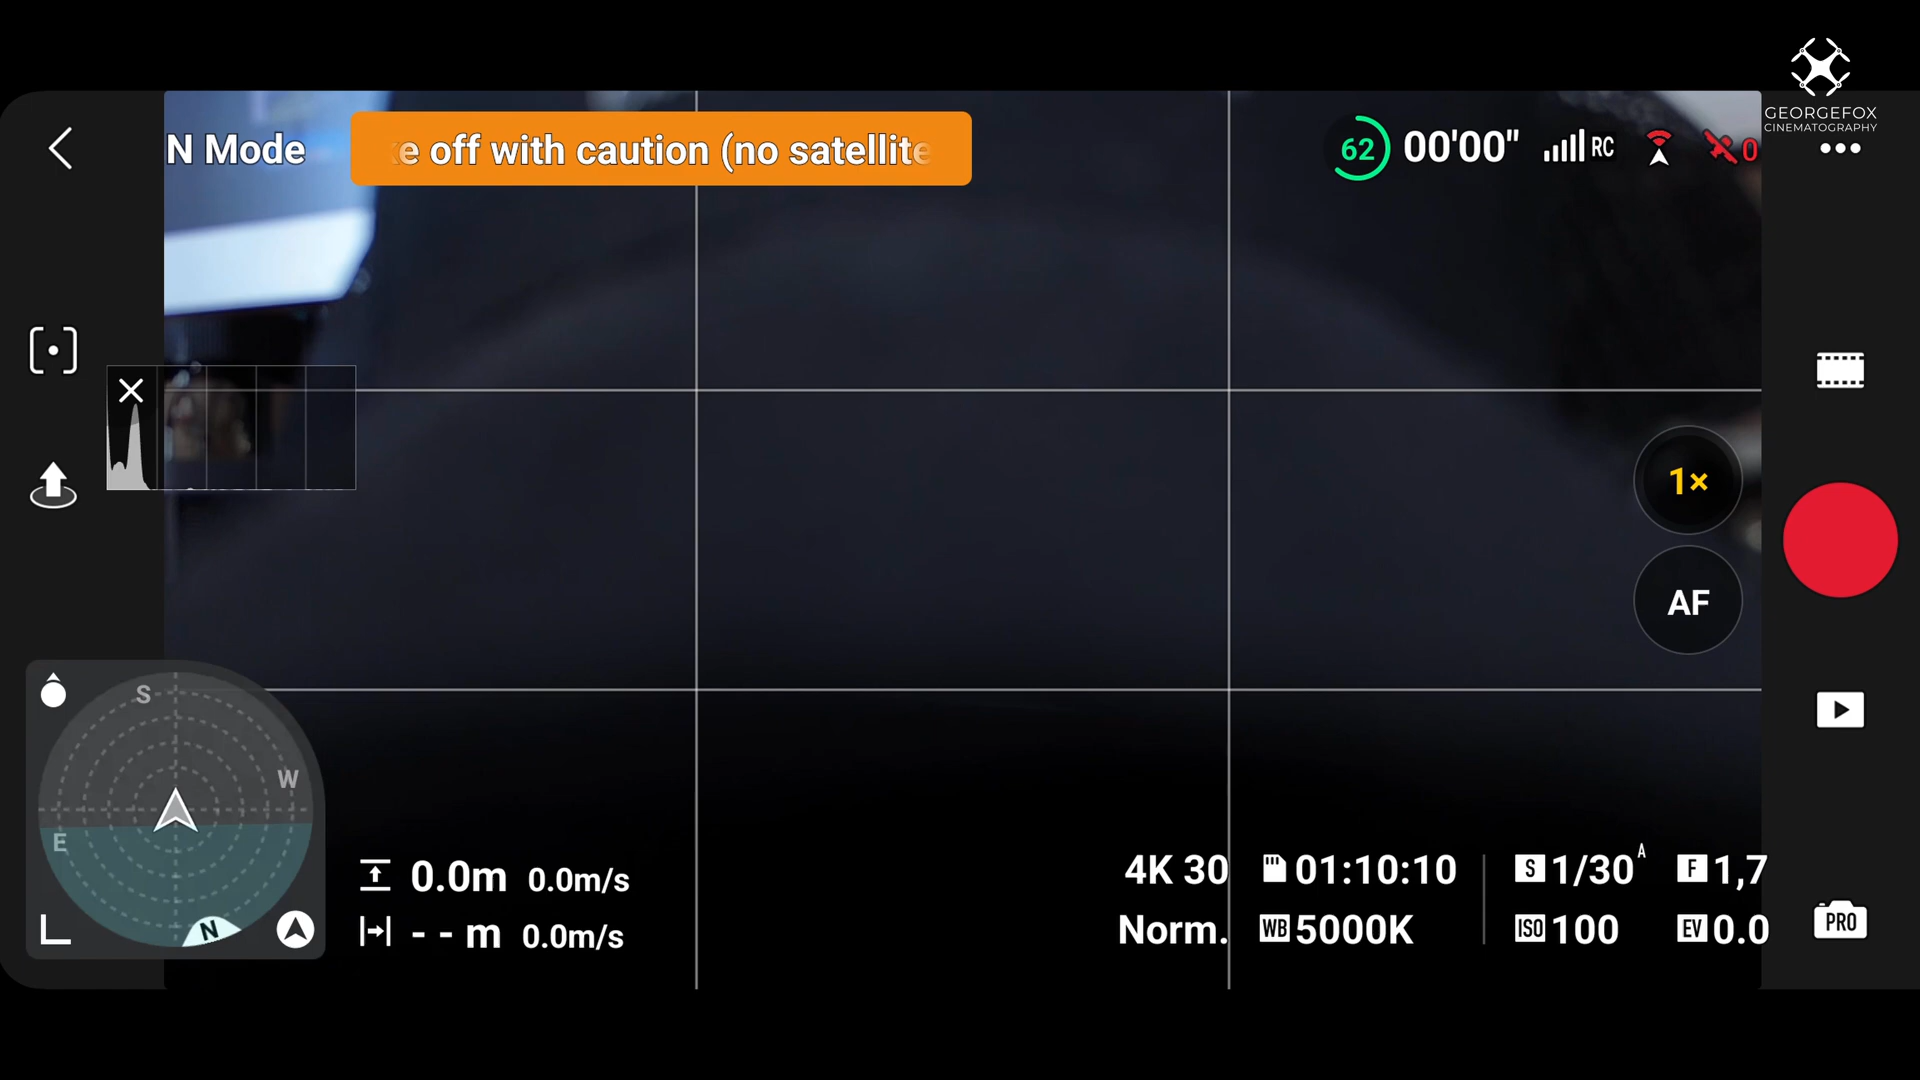 GEORGEFOX
CINEMATOGRAPHY
N Mode
e off with caution (no satellite
62
00'00"
RC
0
1×
AF
S
W
E
N
0.0m 0.0m/s
- - m 0.0m/s
4K 30
01:10:10
S 1/30 A
F 1,7
Norm.
WB 5000K
ISO 100
EV 0.0
PRO